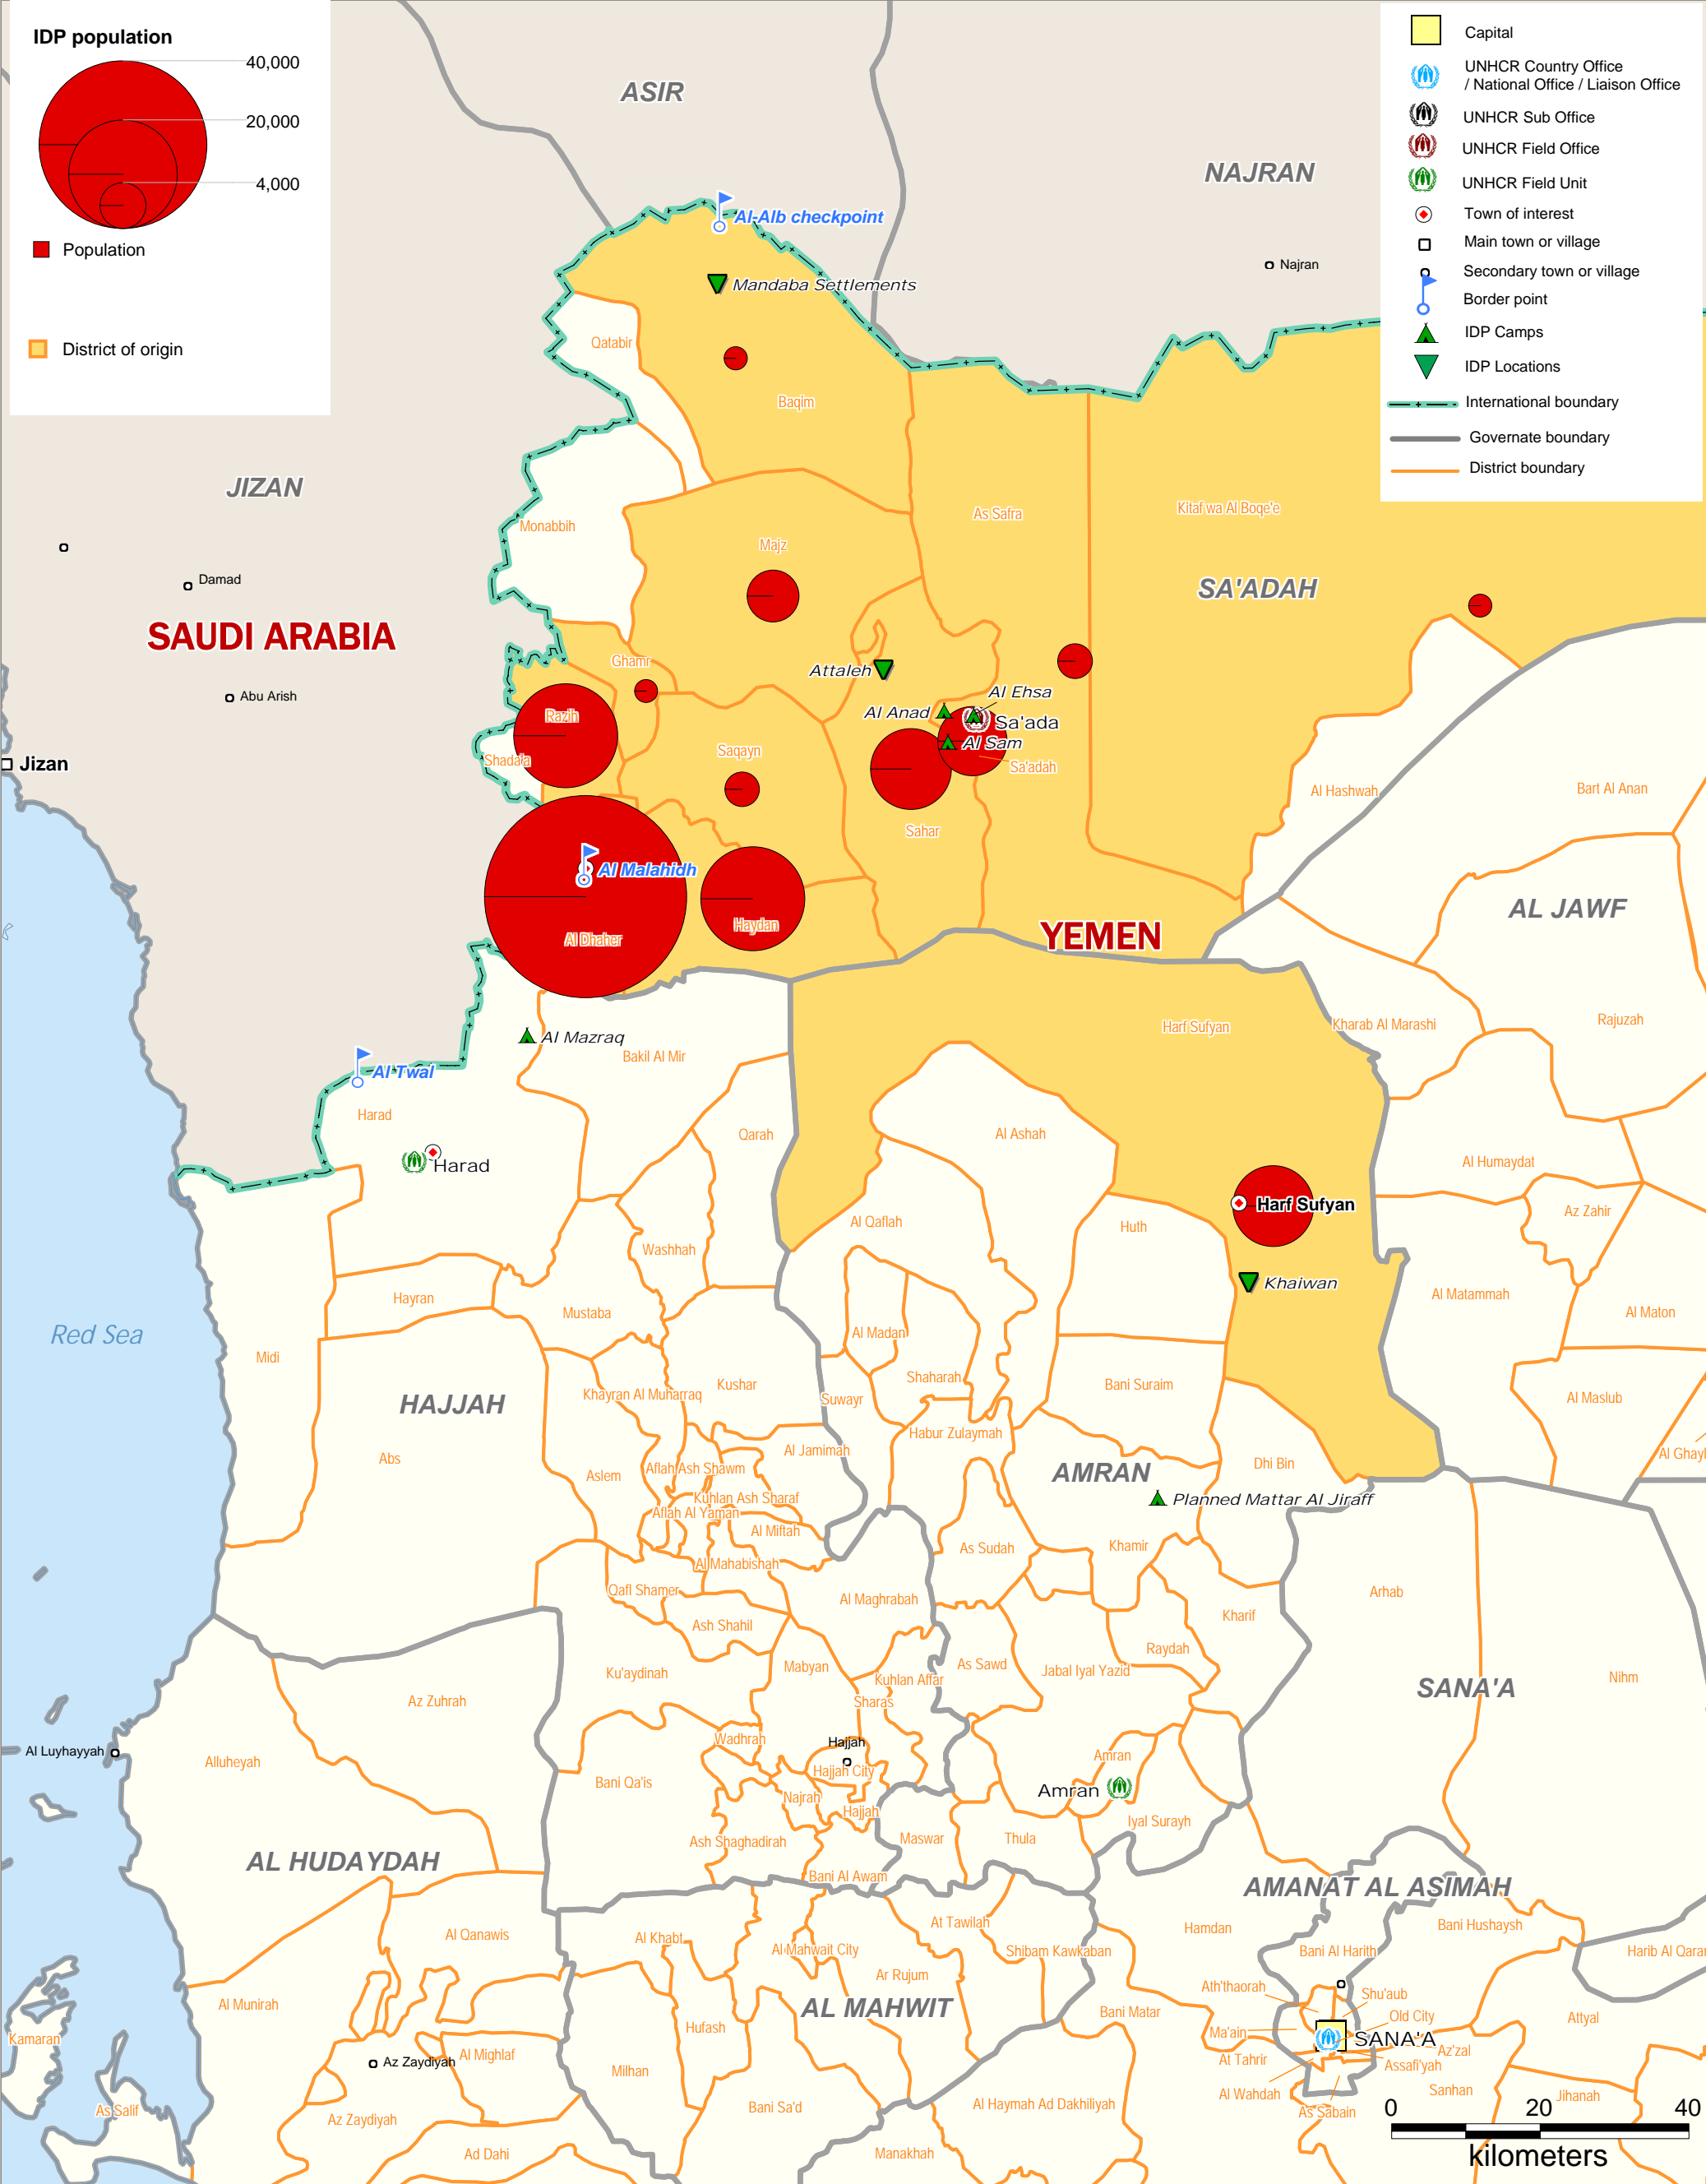 IDP population
40,000
20,000
4,000
Population
District of origin
Capital
UNHCR Country Office
/ National Office / Liaison Office
UNHCR Sub Office
UNHCR Field Office
UNHCR Field Unit
Town of interest
Main town or village
Secondary town or village
Border point
IDP Camps
IDP Locations
International boundary
Governate boundary
District boundary
ASIR
NAJRAN
Al-Alb checkpoint
Najran
Mandaba Settlements
Qatabir
Baqim
JIZAN
Kitaf wa Al Boqe'e
As Safra
Monabbih
Majz
Damad
SA'ADAH
SAUDI ARABIA
Ghamr
Attaleh
Al Ehsa
Abu Arish
Al Anad
Razih
Sa'ada
Al Sam
Saqayn
Shada'a
Jizan
Sa'adah
Al Hashwah
Bart Al Anan
Sahar
Al Malahidh
AL JAWF
Haydan
YEMEN
Al Dhaher
Rajuzah
Kharab Al Marashi
Harf Sufyan
Al Mazraq
Bakil Al Mir
Al Twal
Harad
Qarah
Al Ashah
Harad
Al Humaydat
Harf Sufyan
Az Zahir
Al Qaflah
Huth
Washhah
Khaiwan
Al Matammah
Hayran
Mustaba
Al Maton
Red Sea
Al Madan
Midi
Shaharah
Bani Suraim
Kushar
Khayran Al Muharraq
Suwayr
Al Maslub
HAJJAH
Habur Zulaymah
Al Jamimah
Al Ghayl
Abs
Aslem
Aflah Ash Shawm
AMRAN
Dhi Bin
Kuhlan Ash Sharaf
Planned Mattar Al Jiraff
Aflah Al Yaman
Al Miftah
As Sudah
Khamir
Al Mahabishah
Qafl Shamer
Arhab
Al Maghrabah
Kharif
Ash Shahil
Raydah
Mabyan
As Sawd
Jabal Iyal Yazid
Ku'aydinah
Kuhlan Affar
Nihm
SANA'A
Az Zuhrah
Sharas
Wadhrah
Hajjah
Al Luyhayyah
Amran
Alluheyah
Hajjah City
Bani Qa'is
Amran
Najrah
Hajjah
Iyal Surayh
Ash Shaghadirah
Maswar
Thula
AL HUDAYDAH
Bani Al Awam
AMANAT AL ASIMAH
At Tawilah
Hamdan
Bani Hushaysh
Al Qanawis
Al Khabt
Al Mahwait City
Shibam Kawkaban
Bani Al Harith
Harib Al Qarar
Ar Rujum
Ath'thaorah
Shu'aub
Al Munirah
AL MAHWIT
Bani Matar
Old City
Attyal
Hufash
Ma'ain
SANA'A
Kamaran
Az'zal
Al Mighlaf
At Tahrir
Assafi'yah
Az Zaydiyah
Milhan
Al Wahdah
Sanhan
Jihanah
As Salif
Bani Sa'd
Al Haymah Ad Dakhiliyah
As Sabain
Az Zaydiyah
Ad Dahi
Manakhah
0 20 40
kilometers